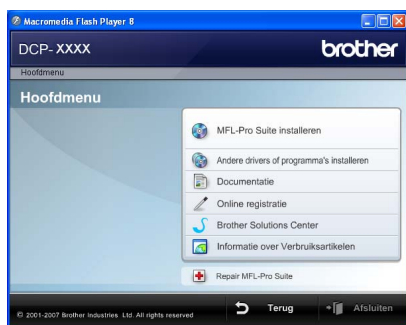 Macromedia Flash Player 8
DCP- XXXX
brother
Hoofdmenu
Hoofdmenu
MFL-Pro Suite installeren
Andere drivers of programma's installeren
Documentatie
Online registratie
Brother Solutions Center
Informatie over Verbruiksartikelen
Repair MFL-Pro Suite
© 2001-2007 Brother Industries Ltd. All rights reserved
Terug
Afsluiten